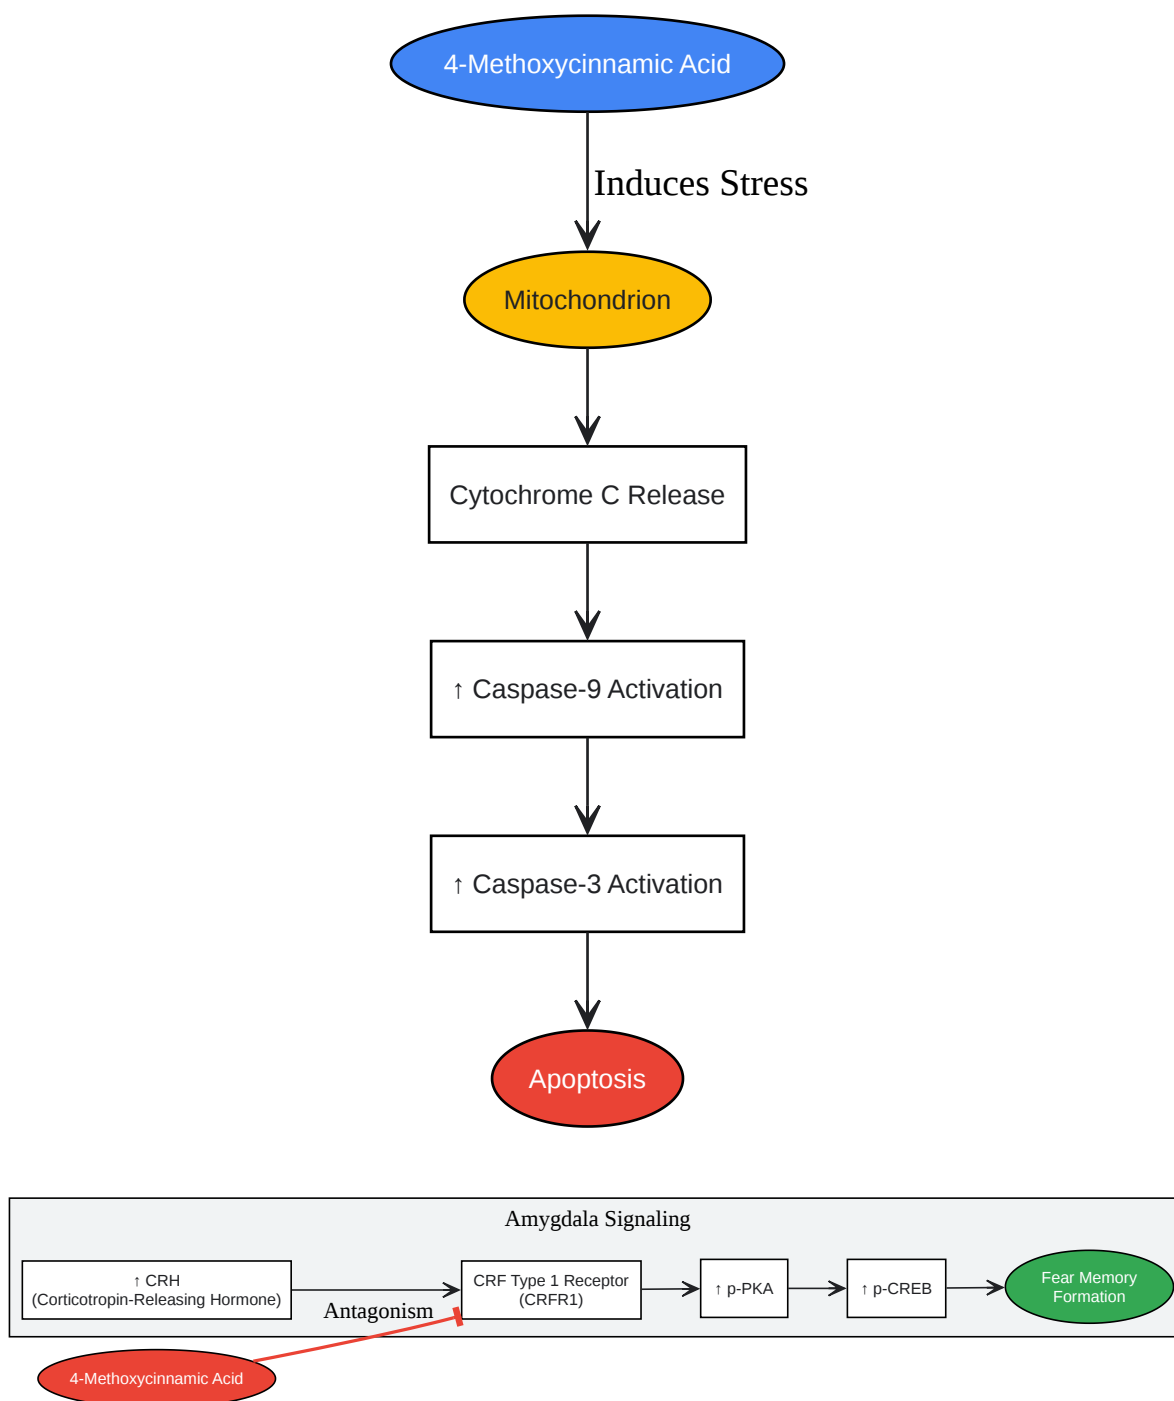 4-Methoxycinnamic Acid
Induces Stress
Mitochondrion
Cytochrome C Release
↑ Caspase-9 Activation
↑ Caspase-3 Activation
Apoptosis
Amygdala Signaling
↑ CRH
(Corticotropin-Releasing Hormone)
Antagonism
CRF Type 1 Receptor
(CRFR1)
↑ p-PKA
↑ p-CREB
Fear Memory
Formation
4-Methoxycinnamic Acid